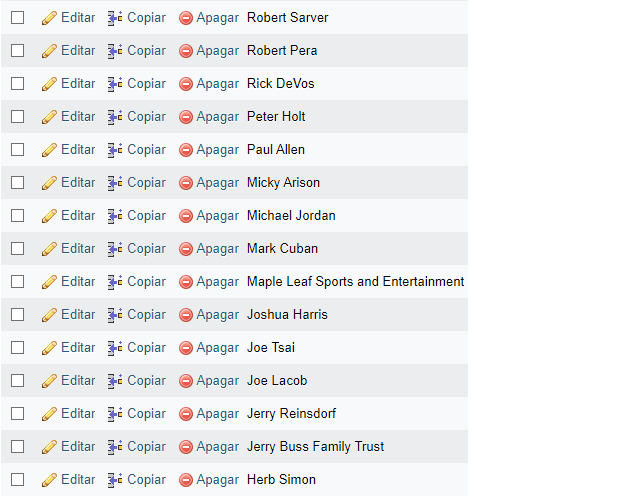 Editar Copiar Apagar Robert Sarver
Editar Copiar Apagar Robert Pera
Editar Copiar Apagar Rick DeVos
Editar Copiar Apagar Peter Holt
Editar Copiar Apagar Paul Allen
Editar Copiar Apagar Micky Arison
Editar Copiar Apagar Michael Jordan
Editar Copiar Apagar Mark Cuban
Editar Copiar Apagar Maple Leaf Sports and Entertainment
Editar Copiar Apagar Joshua Harris
Editar Copiar Apagar Joe Tsai
Editar Copiar Apagar Joe Lacob
Editar Copiar Apagar Jerry Reinsdorf
Editar Copiar Apagar Jerry Buss Family Trust
Editar Copiar Apagar Herb Simon